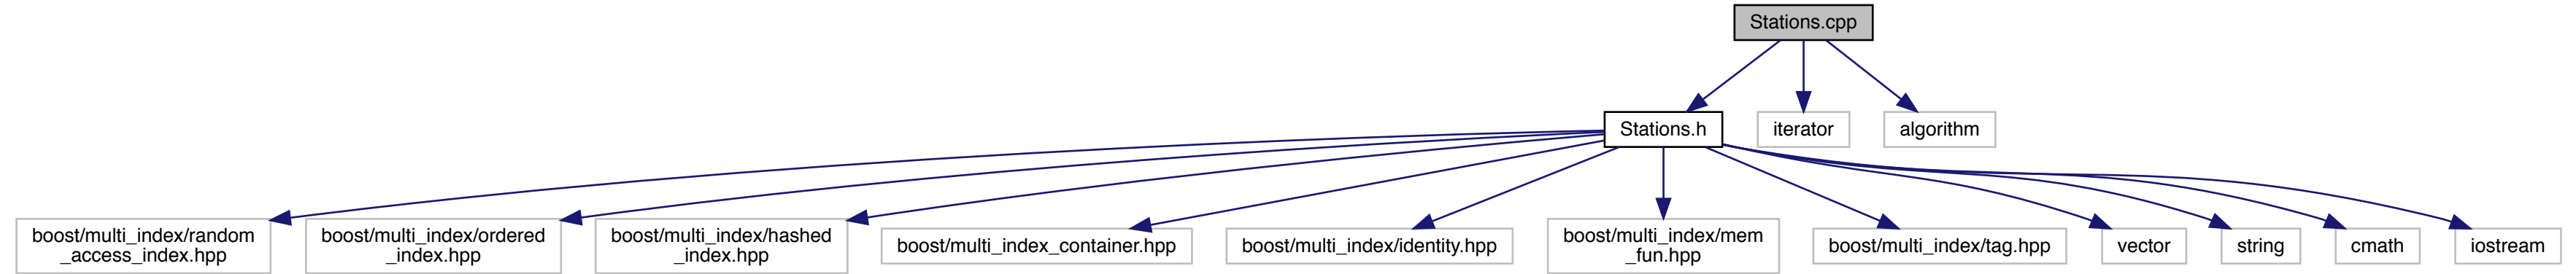 Stations.cpp
Stations.h
iterator
algorithm
boost/multi_index/random
_access_index.hpp
boost/multi_index/ordered
_index.hpp
boost/multi_index/hashed
_index.hpp
boost/multi_index_container.hpp
boost/multi_index/identity.hpp
boost/multi_index/mem
_fun.hpp
boost/multi_index/tag.hpp
vector
string
cmath
iostream